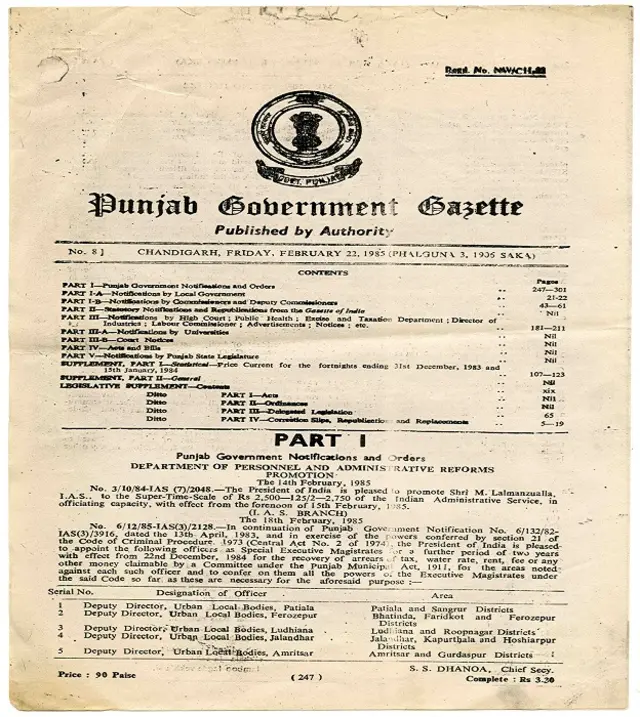 Regd. No. NW/CH-22
GOVT. PUNJAB
Punjab Government Gazette
Published by Authority
No. 8]
CHANDIGARH, FRIDAY, FEBRUARY 22, 1985 (PHALGUNA 3, 1906 SAKA)
CONTENTS
Pages
PART I—Punjab Government Notifications and Orders .. 247—301
PART I-A—Notifications by Local Government .. 21-22
PART I-B—Notifications by Commissioners and Deputy Commissioners .. 43—61
PART II—Statutory Notifications and Republications from the Gazette of India .. Nil
PART III—Notifications by High Court ; Public Health ; Excise and Taxation Department ; Director of
Industries ; Labour Commissioner ; Advertisements ; Notices ; etc. .. 181—211
PART III-A—Notifications by Universities .. Nil
PART III-B—Court Notices .. Nil
PART IV—Acts and Bills .. Nil
PART V—Notification by Punjab State Legislature .. Nil
SUPPLEMENT, PART I—Statistical—Price Current for the fortnights ending 31st December, 1983 and
15th January, 1984 .. 107—123
SUPPLEMENT, PART II—General .. Nil
LEGISLATIVE SUPPLEMENT—Contents .. xix
Ditto PART I—Acts .. Nil
Ditto PART II—Ordinances .. Nil
Ditto PART III—Delegated Legislation .. 65
Ditto PART IV—Correction Slips, Republication and Replacements .. 5—19
PART I
Punjab Government Notifications and Orders
DEPARTMENT OF PERSONNEL AND ADMINISTRATIVE REFORMS
PROMOTION
The 14th February, 1985
No. 3/10/84-IAS (7)/2048.—The President of India is pleased to promote Shri M. Lalmanzualla,
I.A.S., to the Super-Time-Scale of Rs 2,500—125/2—2,750 of the Indian Administrative Service, in
officiating capacity, with effect from the forenoon of 15th February, 1985.
(I. A. S. BRANCH)
The 18th February, 1985
No. 6/12/85-IAS(3)/2128.—In continuation of Punjab Government Notification No. 6/132/82-
IAS(3)/3916, dated the 13th April, 1983, and in exercise of the powers conferred by section 21 of
the Code of Criminal Procedure, 1973 (Central Act No. 2 of 1974), the President of India is pleased
to appoint the following officers as Special Executive Magistrates for a further period of two years
with effect from 22nd December, 1984 for the recovery of arrears of tax, water rate, rent, fee or any
other money claimable by a Committee under the Punjab Municipal Act, 1911, for the areas noted
against each such officer and to confer on them all the powers of the Executive Magistrates under
the said Code so far as these are necessary for the aforesaid purpose :—
Serial No. Designation of Officer Area
1 Deputy Director, Urban Local Bodies, Patiala Patiala and Sangrur Districts
2 Deputy Director, Urban Local Bodies, Ferozepur Bhatinda, Faridkot and Ferozepur
Districts
3 Deputy Director, Urban Local Bodies, Ludhiana Ludhiana and Roopnagar Districts
4 Deputy Director, Urban Local Bodies, Jalandhar Jalandhar, Kapurthala and Hoshiarpur
Districts
5 Deputy Director, Urban Local Bodies, Amritsar Amritsar and Gurdaspur Districts
S. S. DHANOA, Chief Secy.
Price : 90 Paise (247) Complete : Rs 3.30